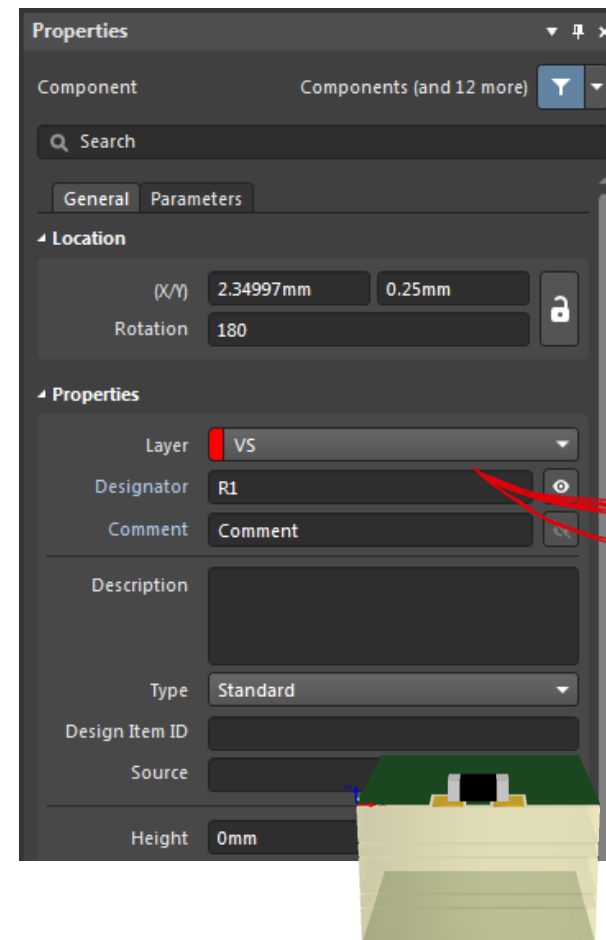 Properties
Component Components (and 12 more)
Search
General Parameters
Location
(X/Y) 2.34997mm 0.25mm
Rotation 180
Properties
Layer VS
Designator R1
Comment Comment
Description
Type Standard
Design Item ID
Source
Height 0mm